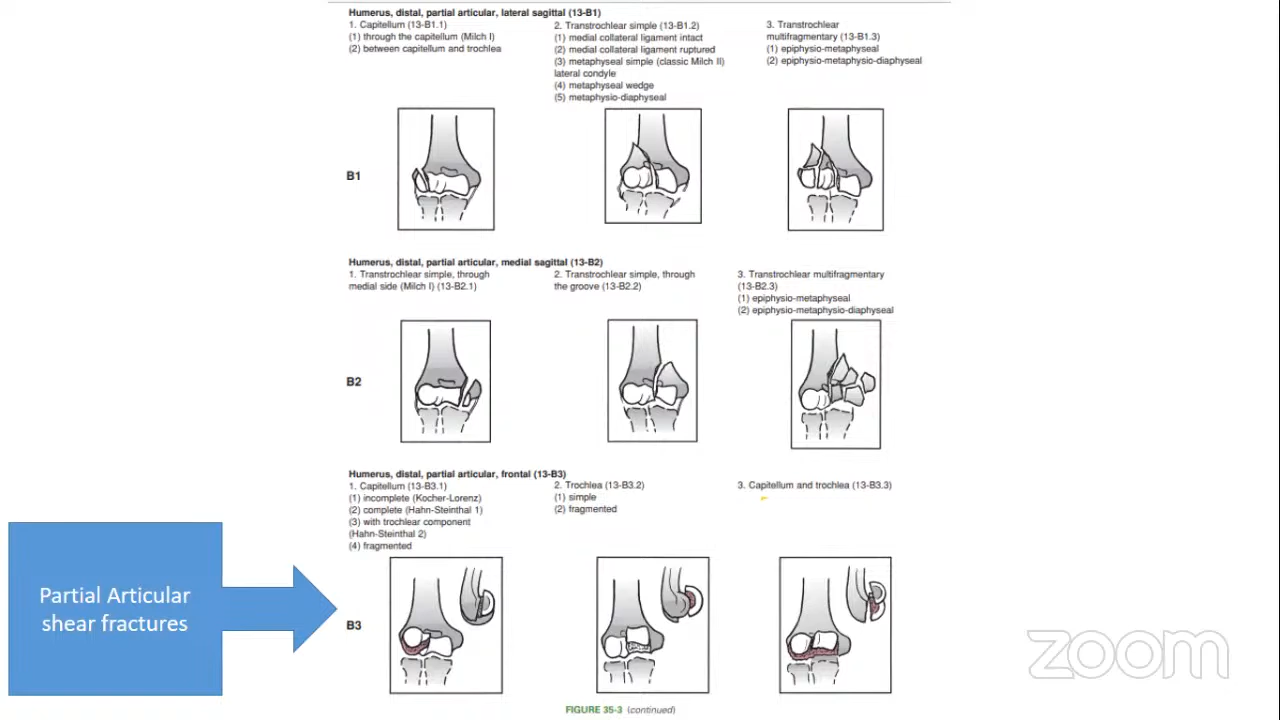 Humerus, distal, partial articular, lateral sagittal (13-B1)
1. Capitellum (13-B1.1)
(1) through the capitellum (Milch I)
(2) between capitellum and trochlea
2. Transtrochlear simple (13-B1.2)
(1) medial collateral ligament intact
(2) medial collateral ligament ruptured
(3) metaphyseal simple (classic Milch II)
lateral condyle
(4) metaphyseal wedge
(5) metaphysio-diaphyseal
3. Transtrochlear
multifragmentary (13-B1.3)
(1) epiphysio-metaphyseal
(2) epiphysio-metaphysio-diaphyseal
B1
Humerus, distal, partial articular, medial sagittal (13-B2)
1. Transtrochlear simple, through
medial side (Milch I) (13-B2.1)
2. Transtrochlear simple, through
the groove (13-B2.2)
3. Transtrochlear multifragmentary
(13-B2.3)
(1) epiphysio-metaphyseal
(2) epiphysio-metaphysio-diaphyseal
B2
Humerus, distal, partial articular, frontal (13-B3)
1. Capitellum (13-B3.1)
(1) incomplete (Kocher-Lorenz)
(2) complete (Hahn-Steinthal 1)
(3) with trochlear component
(Hahn-Steinthal 2)
(4) fragmented
2. Trochlea (13-B3.2)
(1) simple
(2) fragmented
3. Capitellum and trochlea (13-B3.3)
Partial Articular
shear fractures
B3
zoom
FIGURE 35-3 (continued)